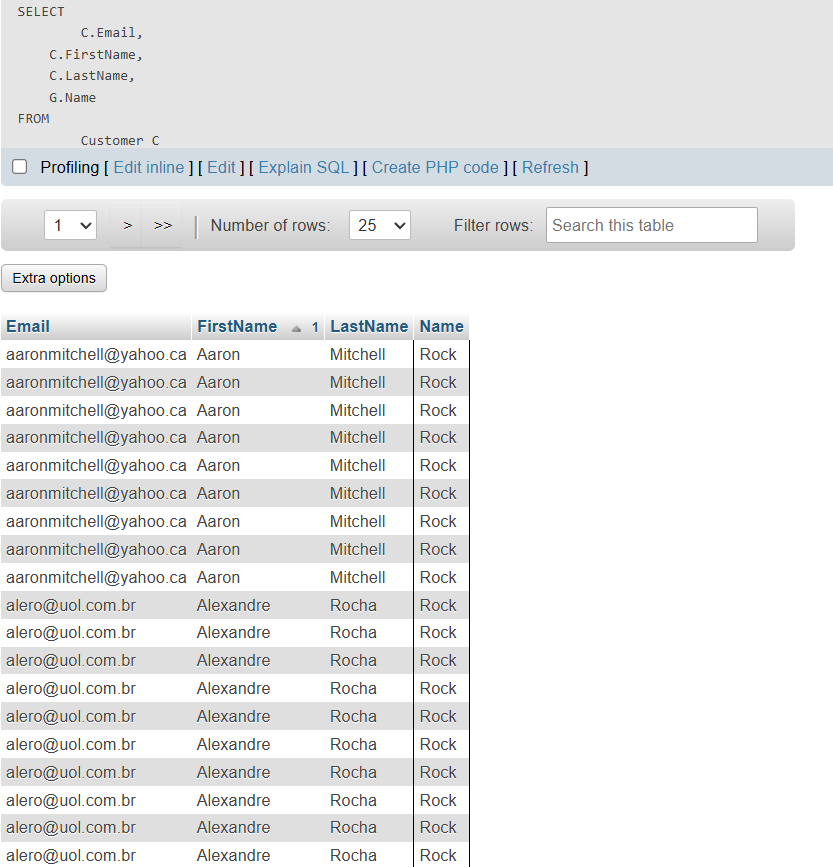 SELECT
C.Email,
C.FirstName,
C.LastName,
G.Name
FROM
Customer C
Profiling [ Edit inline ] [ Edit ] [ Explain SQL ] [ Create PHP code ] [ Refresh ]
1 > >> | Number of rows: 25 Filter rows: Search this table
Extra options
Email FirstName 1 LastName Name
aaronmitchell@yahoo.ca Aaron Mitchell Rock
aaronmitchell@yahoo.ca Aaron Mitchell Rock
aaronmitchell@yahoo.ca Aaron Mitchell Rock
aaronmitchell@yahoo.ca Aaron Mitchell Rock
aaronmitchell@yahoo.ca Aaron Mitchell Rock
aaronmitchell@yahoo.ca Aaron Mitchell Rock
aaronmitchell@yahoo.ca Aaron Mitchell Rock
aaronmitchell@yahoo.ca Aaron Mitchell Rock
aaronmitchell@yahoo.ca Aaron Mitchell Rock
alero@uol.com.br Alexandre Rocha Rock
alero@uol.com.br Alexandre Rocha Rock
alero@uol.com.br Alexandre Rocha Rock
alero@uol.com.br Alexandre Rocha Rock
alero@uol.com.br Alexandre Rocha Rock
alero@uol.com.br Alexandre Rocha Rock
alero@uol.com.br Alexandre Rocha Rock
alero@uol.com.br Alexandre Rocha Rock
alero@uol.com.br Alexandre Rocha Rock
alero@uol.com.br Alexandre Rocha Rock